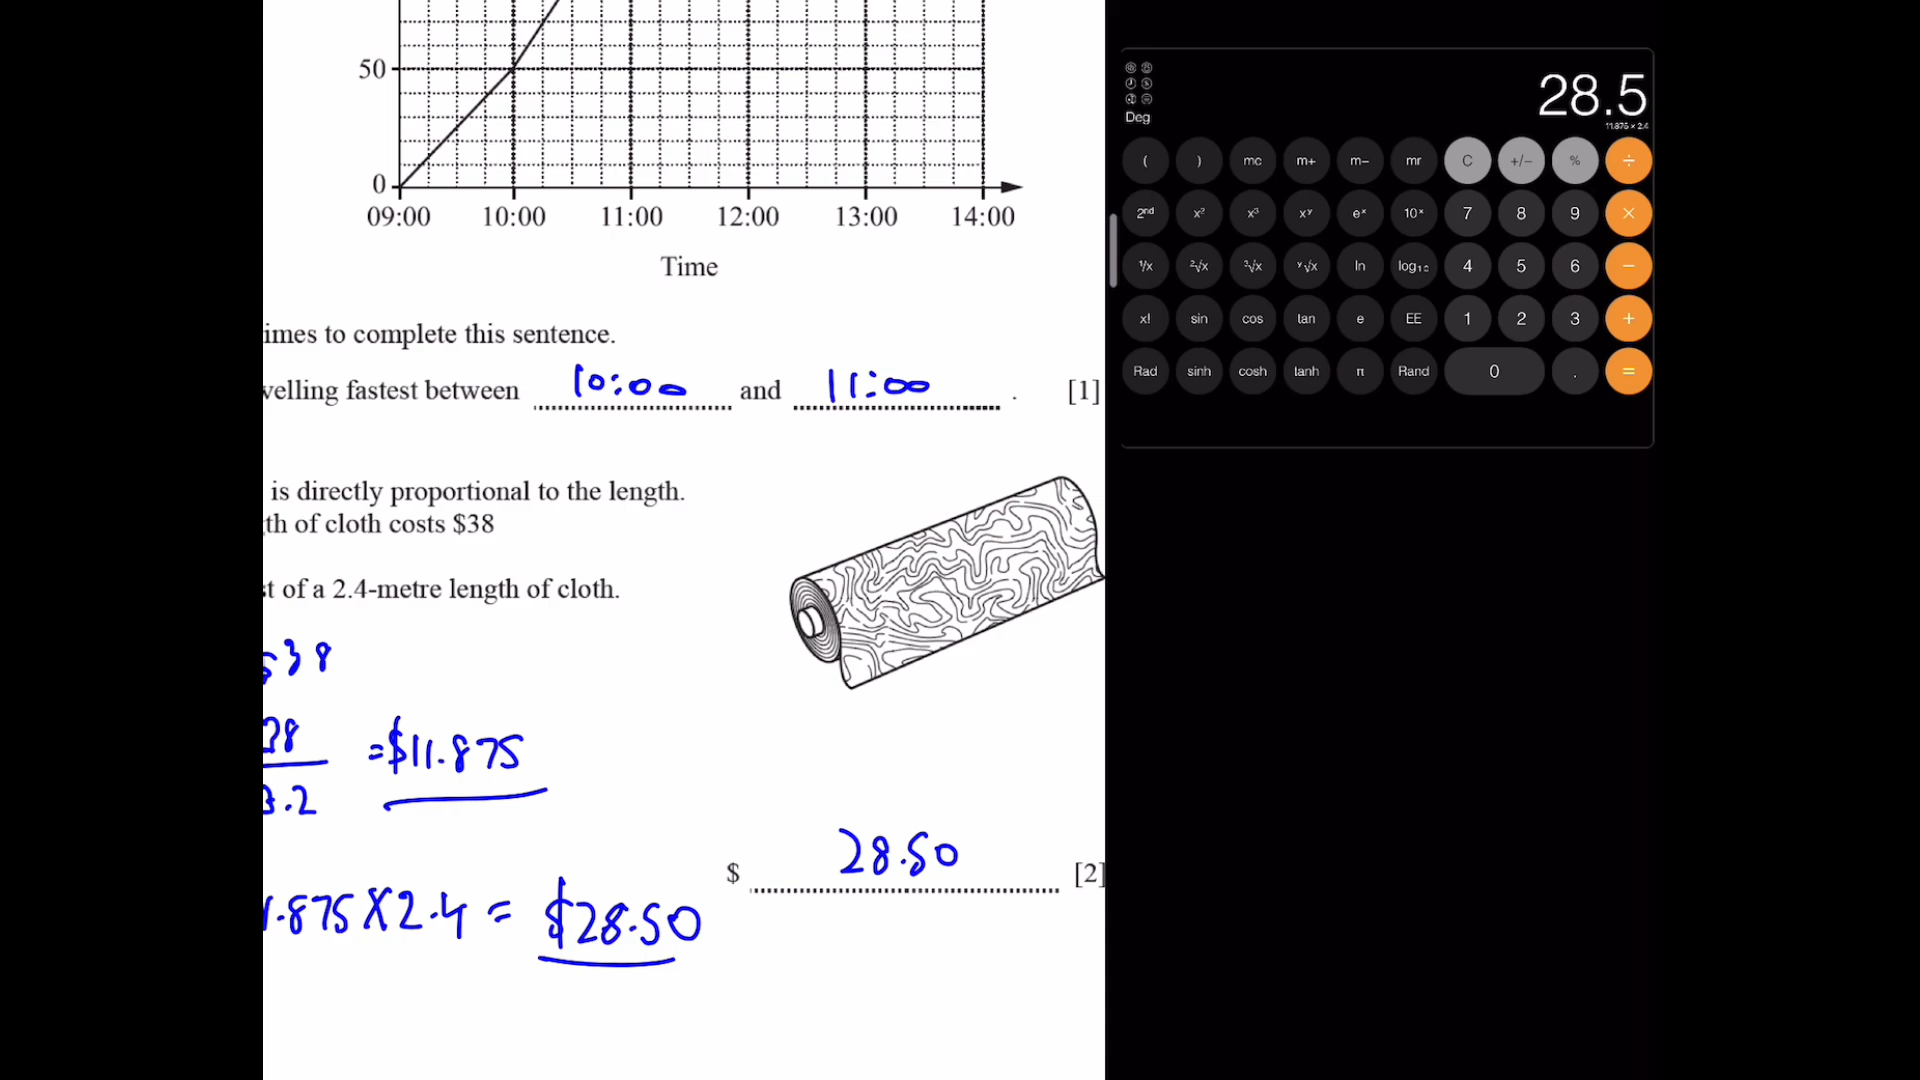 50
0
09:00 10:00 11:00 12:00 13:00 14:00
Time
imes to complete this sentence.
velling fastest between 10:00 and 11:00 . [1]
is directly proportional to the length.
th of cloth costs $38
t of a 2.4-metre length of cloth.
$38
38
3.2
= $11.875
$ 28.50 [2]
1.875 X 2.4 = $28.50
28.5
11.875 × 2.4
Deg
( ) mc m+ m− mr C +/− % ÷
2nd x² x³ xʸ eˣ 10ˣ 7 8 9 ×
¹/x ²√x ³√x ʸ√x ln log₁₀ 4 5 6 −
x! sin cos tan e EE 1 2 3 +
Rad sinh cosh tanh π Rand 0 . =